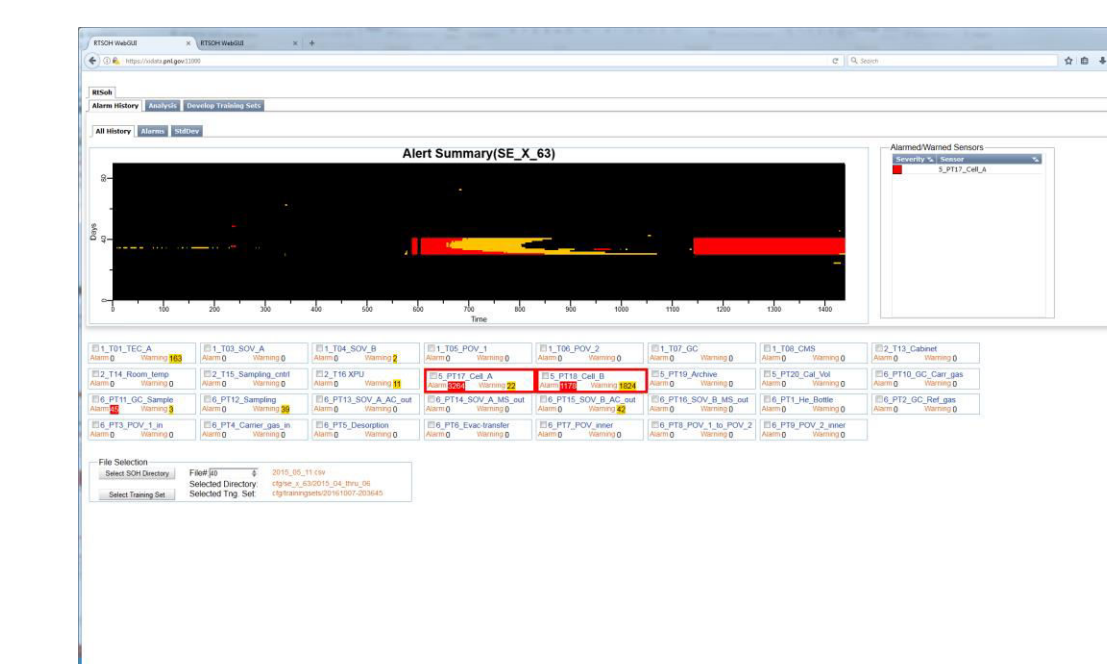 RTSOH WebGUI × RTSOH WebGUI × +
https://vxdata.pnl.gov:11000 Search
RtSoh
Alarm History Analysis Develop Training Sets
All History Alarms StdDev
Alert Summary(SE_X_63)
Alarmed/Warned Sensors
Severity Sensor
5_PT17_Cell_A
80
40
0
Days
0 100 200 300 400 500 600 700 800 900 1000 1100 1200 1300 1400
Time
1_T01_TEC_A 1_T03_SOV_A 1_T04_SOV_B 1_T05_POV_1 1_T06_POV_2 1_T07_GC 1_T08_CMS 2_T13_Cabinet
Alarm 0 Warning 163 Alarm 0 Warning 0 Alarm 0 Warning 2 Alarm 0 Warning 0 Alarm 0 Warning 0 Alarm 0 Warning 0 Alarm 0 Warning 0 Alarm 0 Warning 0
2_T14_Room_temp 2_T15_Sampling_cntrl 2_T16 XPU 5_PT17_Cell_A 5_PT18_Cell_B 5_PT19_Archive 5_PT20_Cal_Vol 6_PT10_GC_Carr_gas
Alarm 0 Warning 0 Alarm 0 Warning 0 Alarm 0 Warning 11 Alarm 3264 Warning 22 Alarm 1178 Warning 1824 Alarm 0 Warning 0 Alarm 0 Warning 0 Alarm 0 Warning 0
6_PT11_GC_Sample 6_PT12_Sampling 6_PT13_SOV_A_AC_out 6_PT14_SOV_A_MS_out 6_PT15_SOV_B_AC_out 6_PT16_SOV_B_MS_out 6_PT1_He_Bottle 6_PT2_GC_Ref_gas
Alarm 45 Warning 3 Alarm 0 Warning 39 Alarm 0 Warning 0 Alarm 0 Warning 0 Alarm 0 Warning 42 Alarm 0 Warning 0 Alarm 0 Warning 0 Alarm 0 Warning 0
6_PT3_POV_1_in 6_PT4_Carrier_gas_in 6_PT5_Desorption 6_PT6_Evac-transfer 6_PT7_POV_inner 6_PT8_POV_1_to_POV_2 6_PT9_POV_2_inner
Alarm 0 Warning 0 Alarm 0 Warning 0 Alarm 0 Warning 0 Alarm 0 Warning 0 Alarm 0 Warning 0 Alarm 0 Warning 0 Alarm 0 Warning 0
File Selection
Select SOH Directory File# 40 2015_05_11.csv
Selected Directory: cfg/se_x_63/2015_04_thru_06
Select Training Set Selected Tng. Set: cfg/trainingsets/20161007-203645